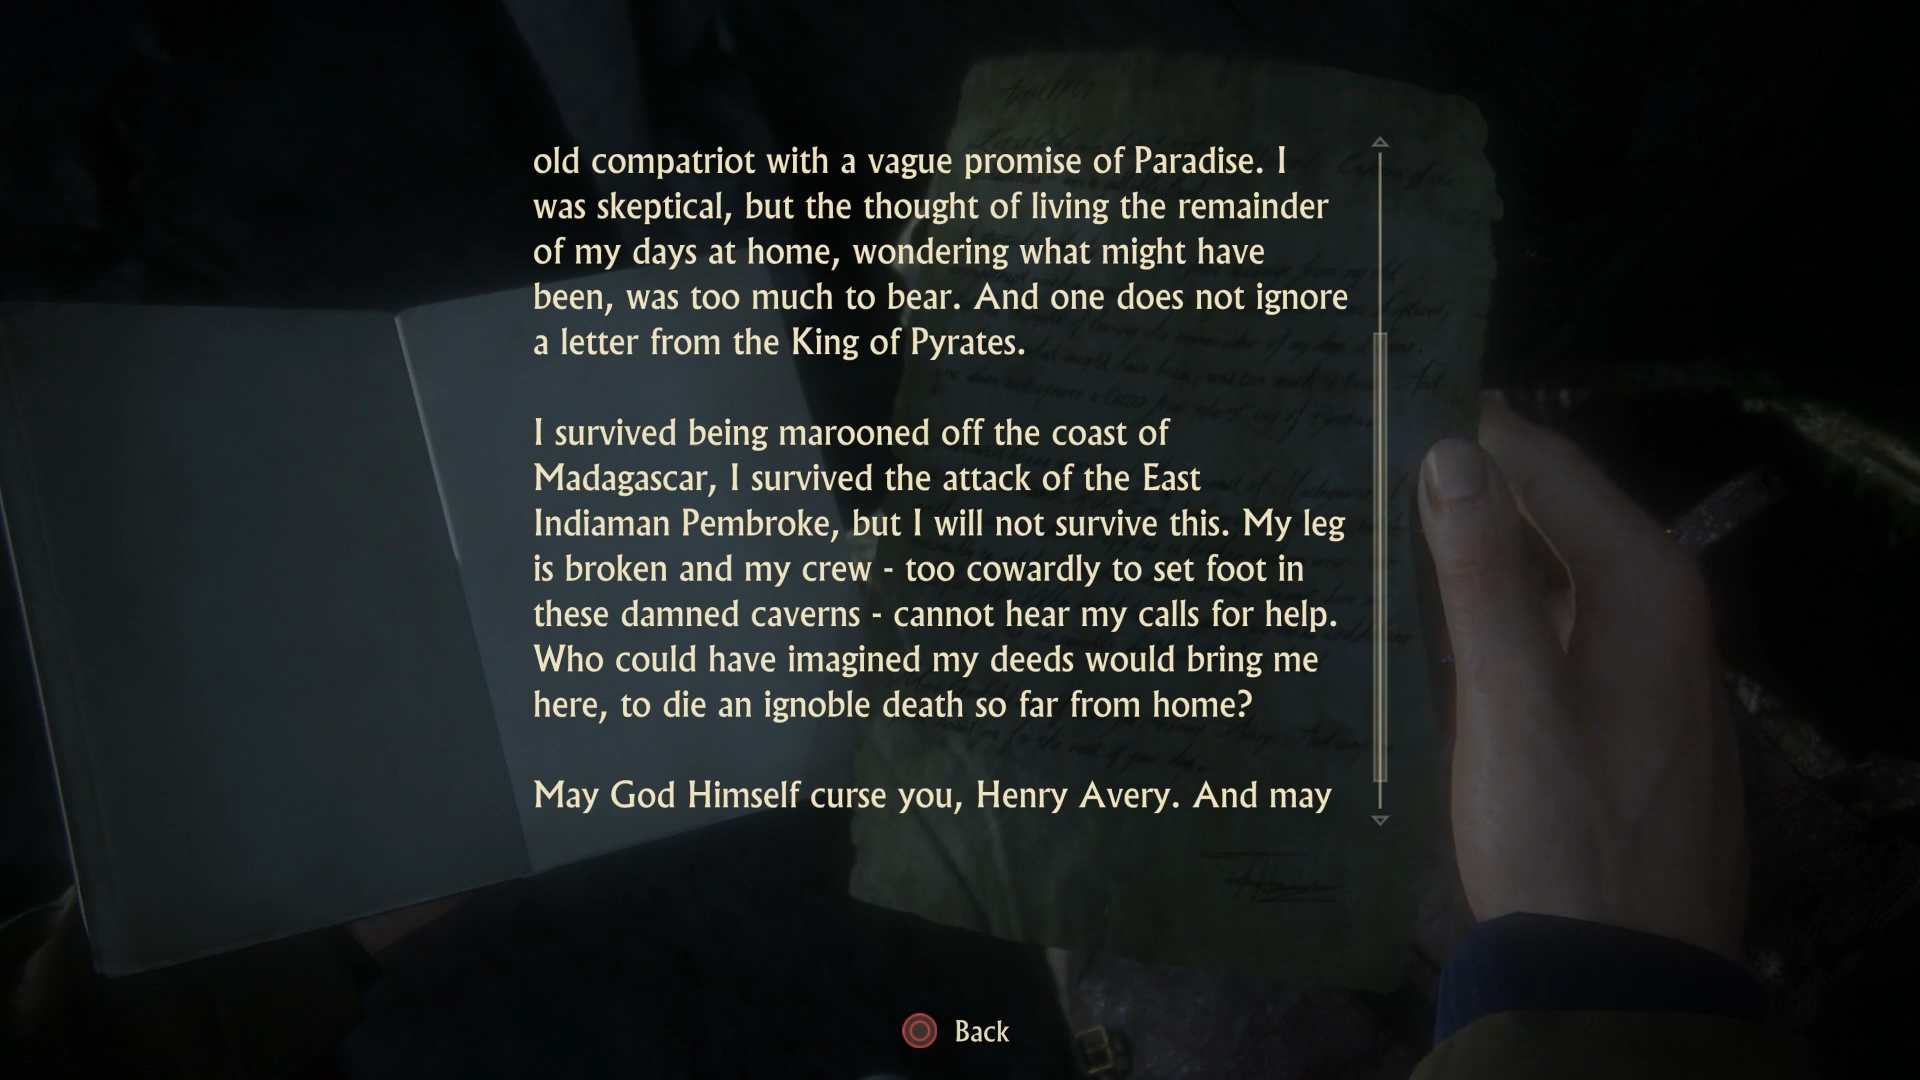 old compatriot with a vague promise of Paradise. I
was skeptical, but the thought of living the remainder
of my days at home, wondering what might have
been, was too much to bear. And one does not ignore
a letter from the King of Pyrates.
I survived being marooned off the coast of
Madagascar, I survived the attack of the East
Indiaman Pembroke, but I will not survive this. My leg
is broken and my crew - too cowardly to set foot in
these damned caverns - cannot hear my calls for help.
Who could have imagined my deeds would bring me
here, to die an ignoble death so far from home?
May God Himself curse you, Henry Avery. And may
Back